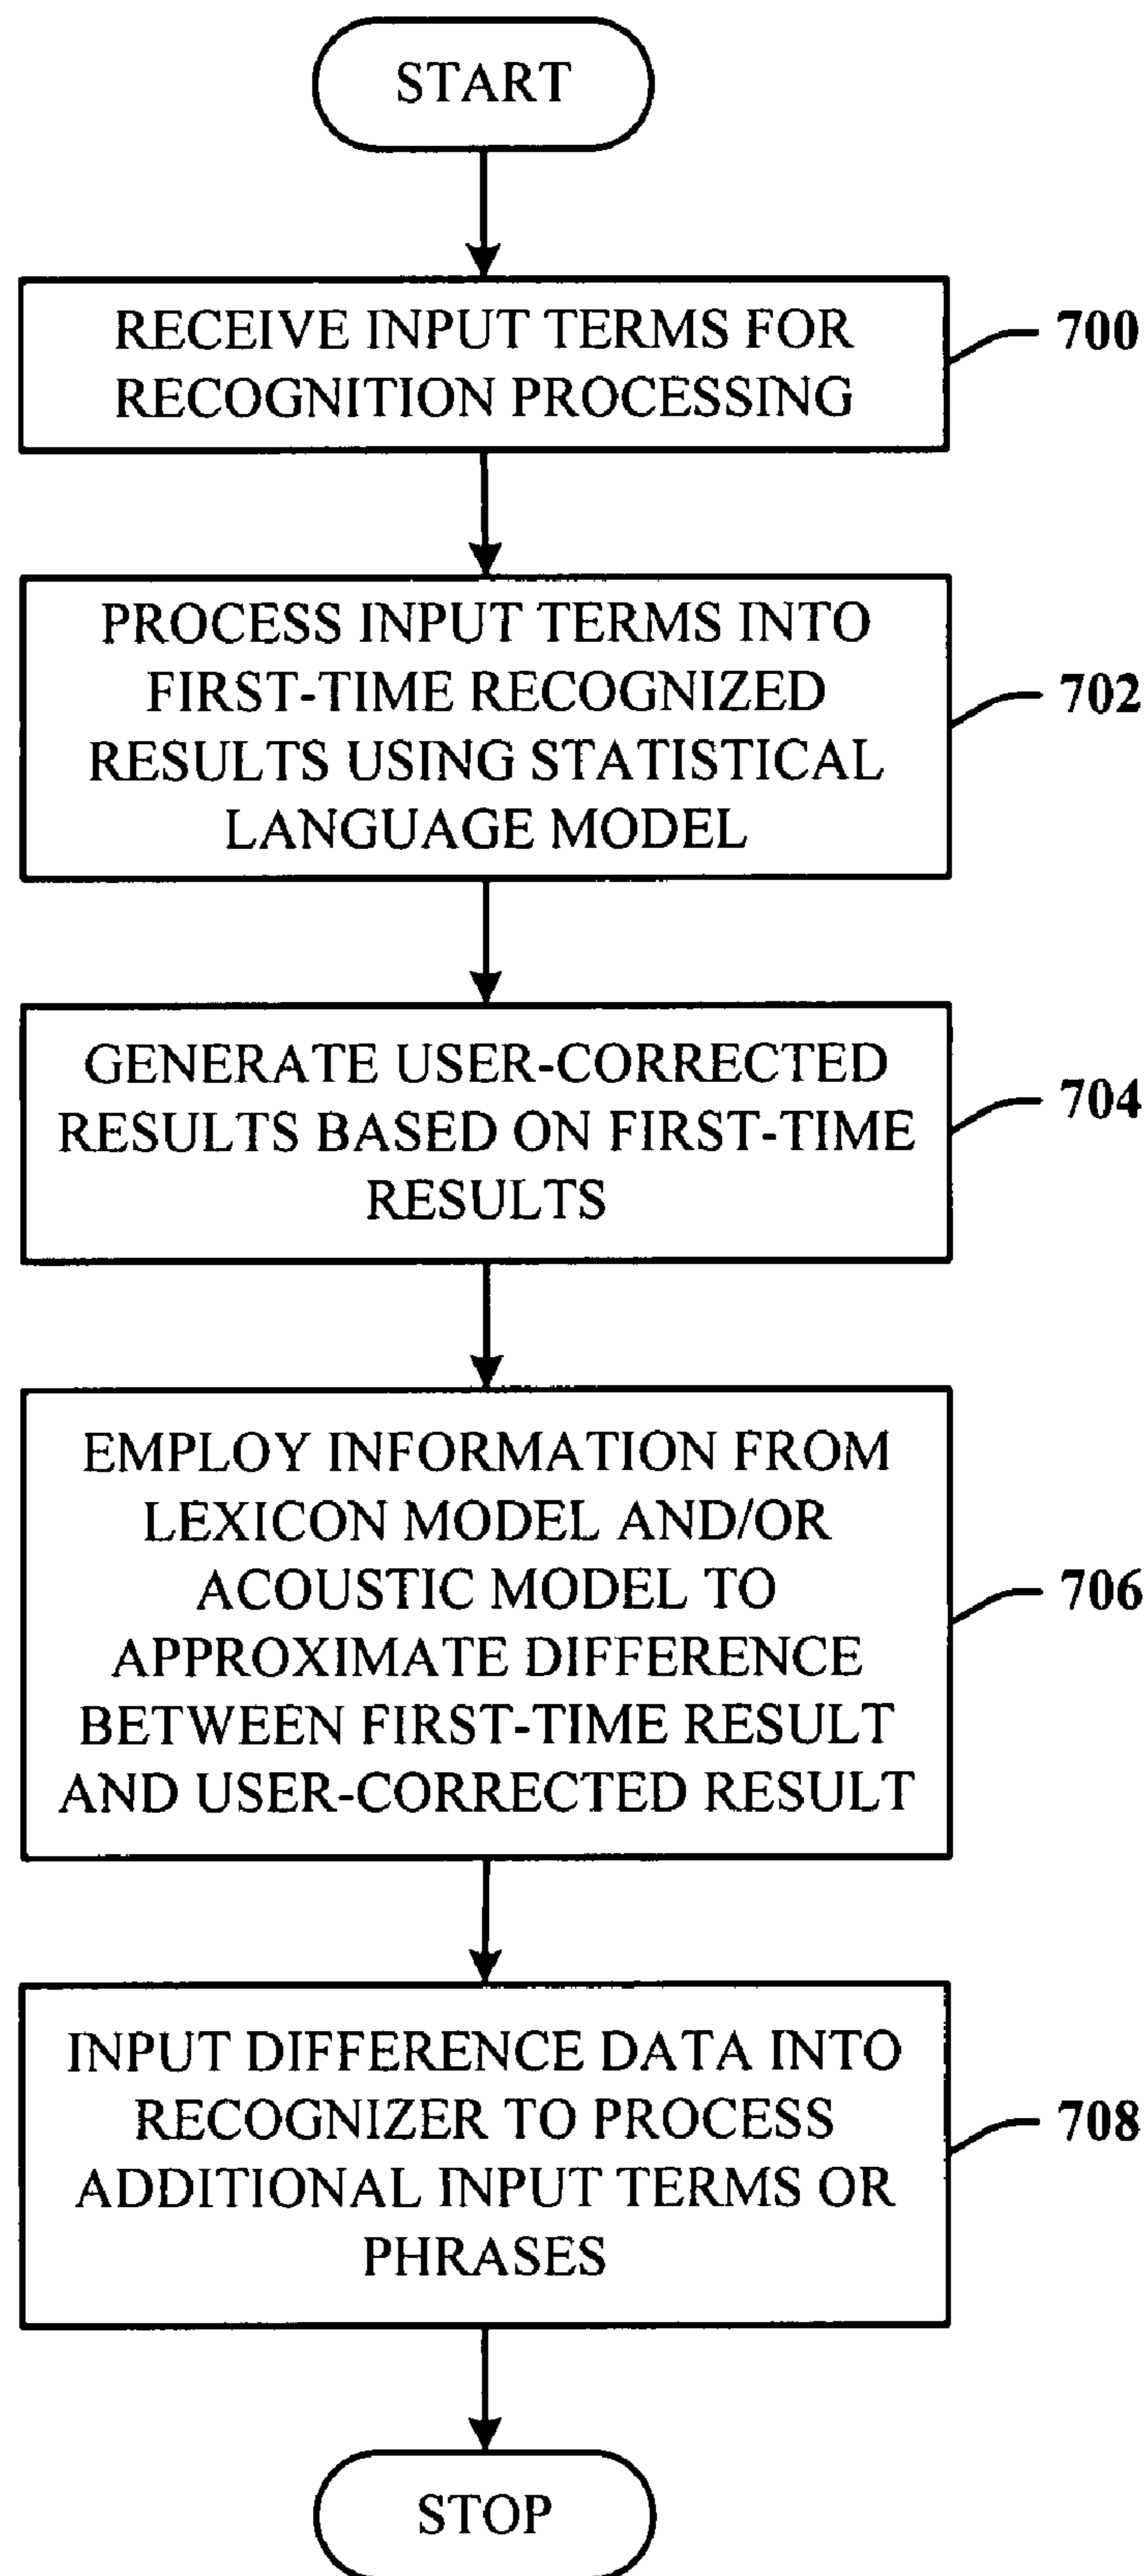 START
RECEIVE INPUT TERMS FOR
RECOGNITION PROCESSING
700
PROCESS INPUT TERMS INTO
FIRST-TIME RECOGNIZED
RESULTS USING STATISTICAL
LANGUAGE MODEL
702
GENERATE USER-CORRECTED
RESULTS BASED ON FIRST-TIME
RESULTS
704
EMPLOY INFORMATION FROM
LEXICON MODEL AND/OR
ACOUSTIC MODEL TO
APPROXIMATE DIFFERENCE
BETWEEN FIRST-TIME RESULT
AND USER-CORRECTED RESULT
706
INPUT DIFFERENCE DATA INTO
RECOGNIZER TO PROCESS
ADDITIONAL INPUT TERMS OR
PHRASES
708
STOP